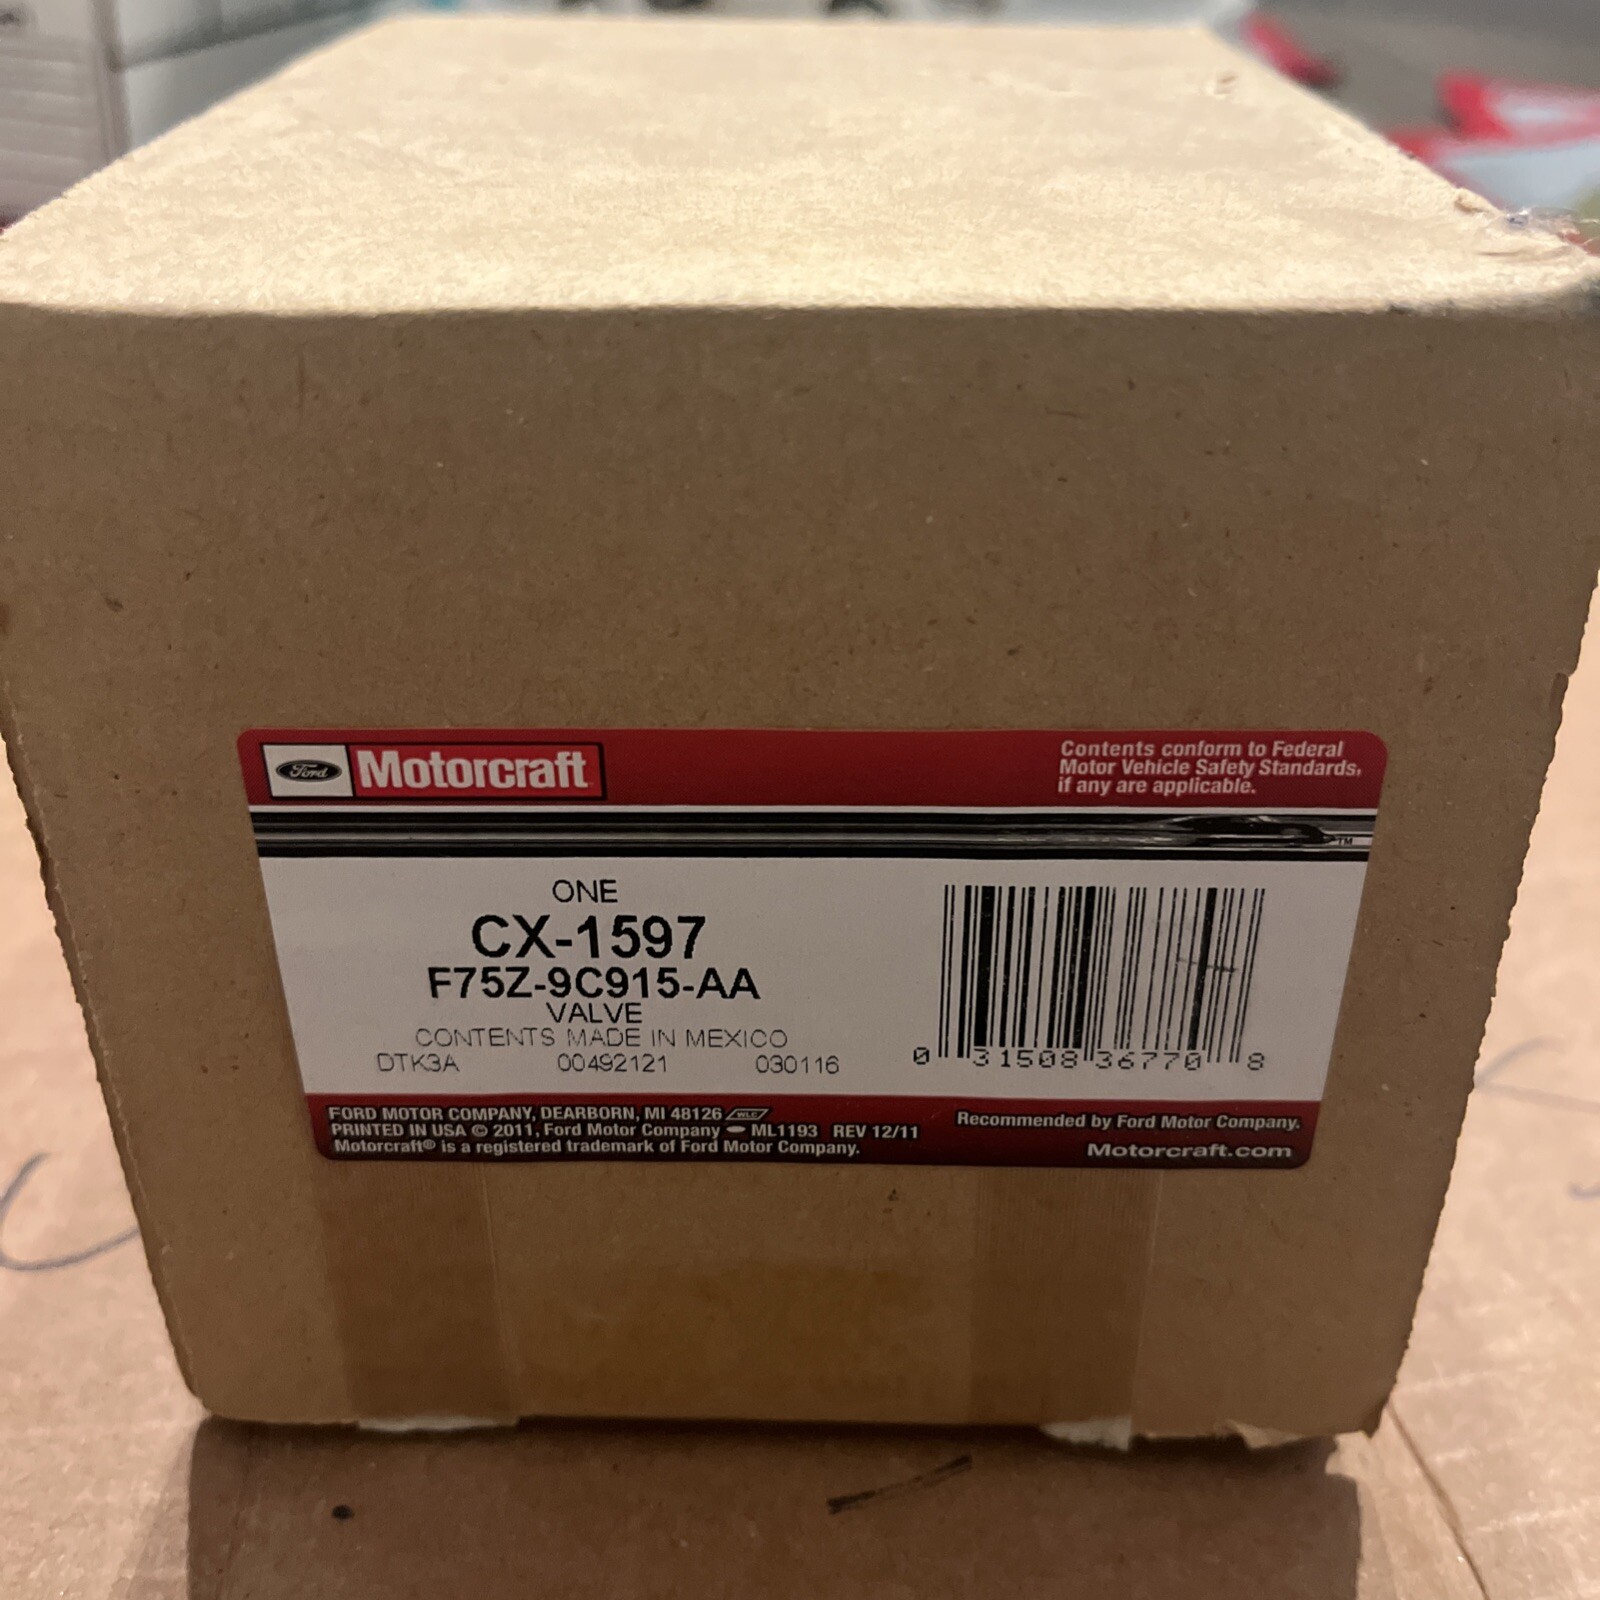 Ford Motorcraft
Contents conform to Federal
Motor Vehicle Safety Standards,
if any are applicable.
TM
ONE
CX-1597
F75Z-9C915-AA
VALVE
CONTENTS MADE IN MEXICO
DTK3A 00492121 030116
0 31508 36770 8
FORD MOTOR COMPANY, DEARBORN, MI 48126 WLC
PRINTED IN USA © 2011, Ford Motor Company ML1193 REV 12/11
Motorcraft® is a registered trademark of Ford Motor Company.
Recommended by Ford Motor Company.
Motorcraft.com